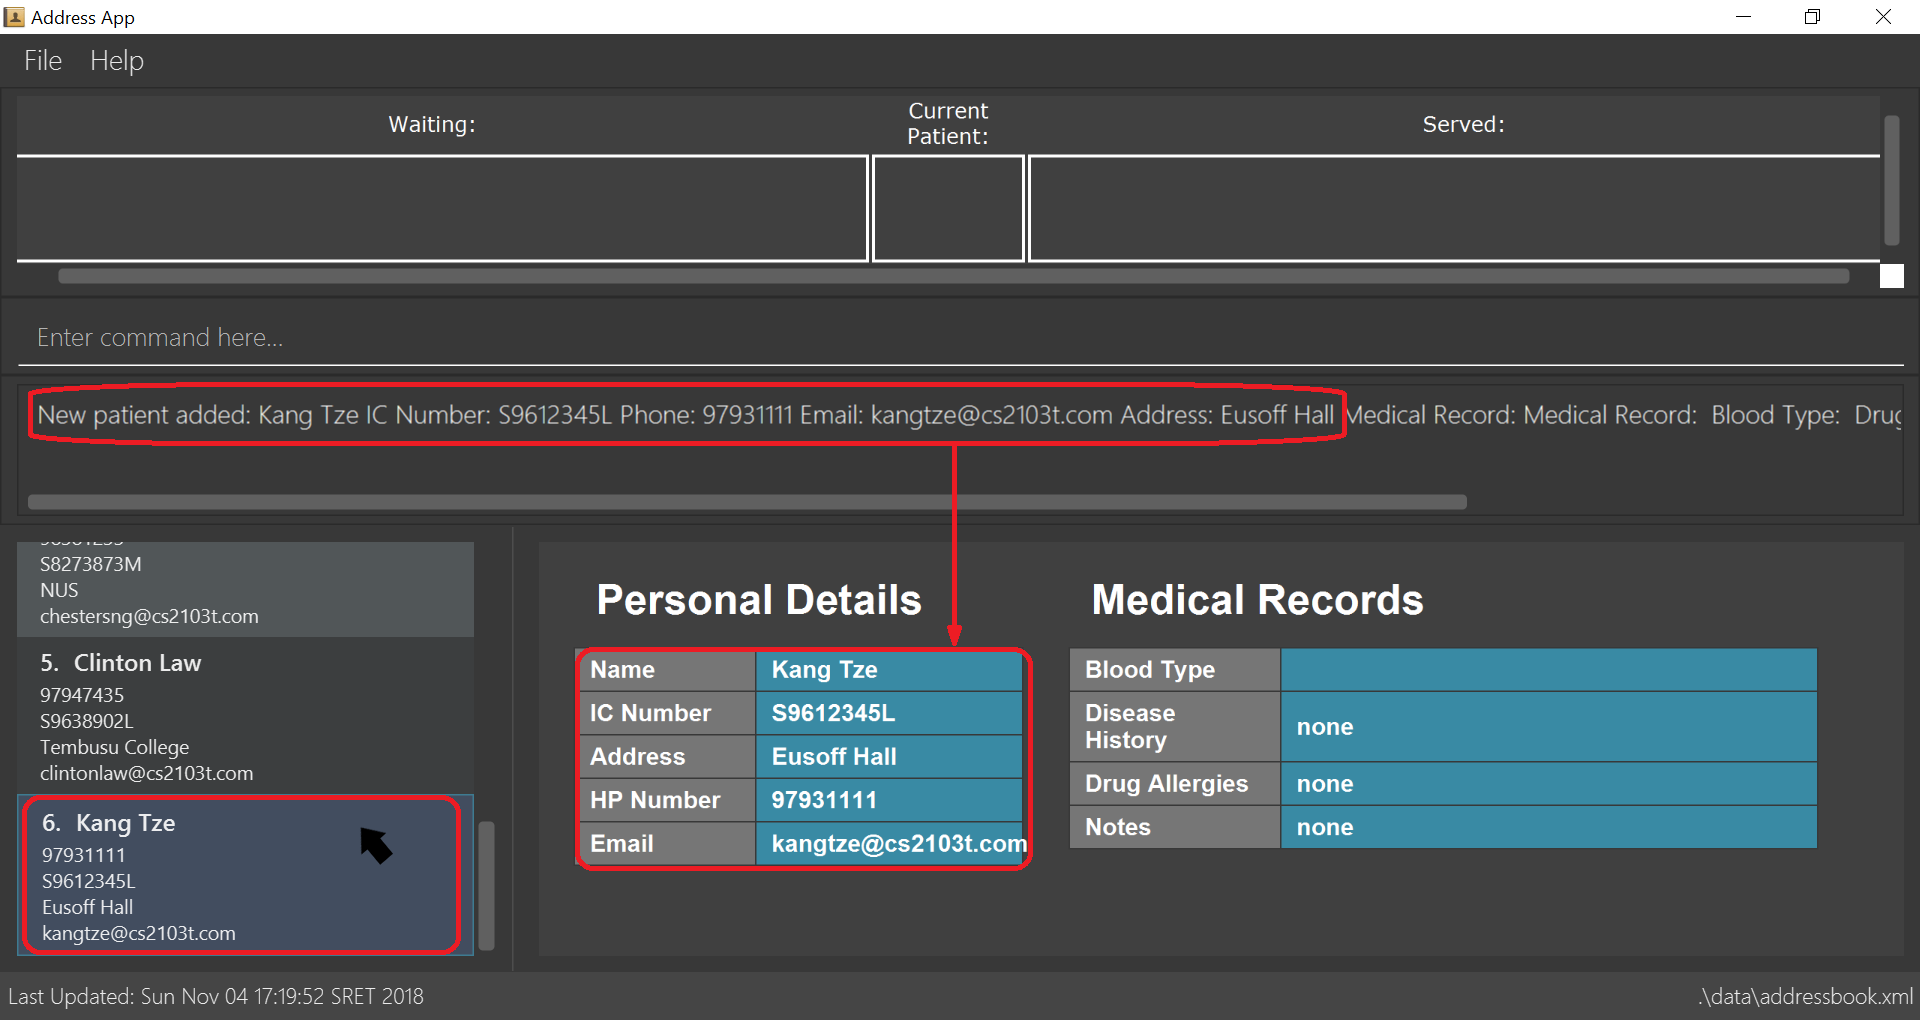 Address App
File Help
Waiting:
Current
Patient:
Served:
Enter command here...
New patient added: Kang Tze IC Number: S9612345L Phone: 97931111 Email: kangtze@cs2103t.com Address: Eusoff Hall Medical Record: Medical Record: Blood Type: Drug
S8273873M
NUS
chestersng@cs2103t.com
5. Clinton Law
97947435
S9638902L
Tembusu College
clintonlaw@cs2103t.com
6. Kang Tze
97931111
S9612345L
Eusoff Hall
kangtze@cs2103t.com
Personal Details
Name Kang Tze
IC Number S9612345L
Address Eusoff Hall
HP Number 97931111
Email kangtze@cs2103t.com
Medical Records
Blood Type
Disease
History
none
Drug Allergies none
Notes none
Last Updated: Sun Nov 04 17:19:52 SRET 2018
.\data\addressbook.xml